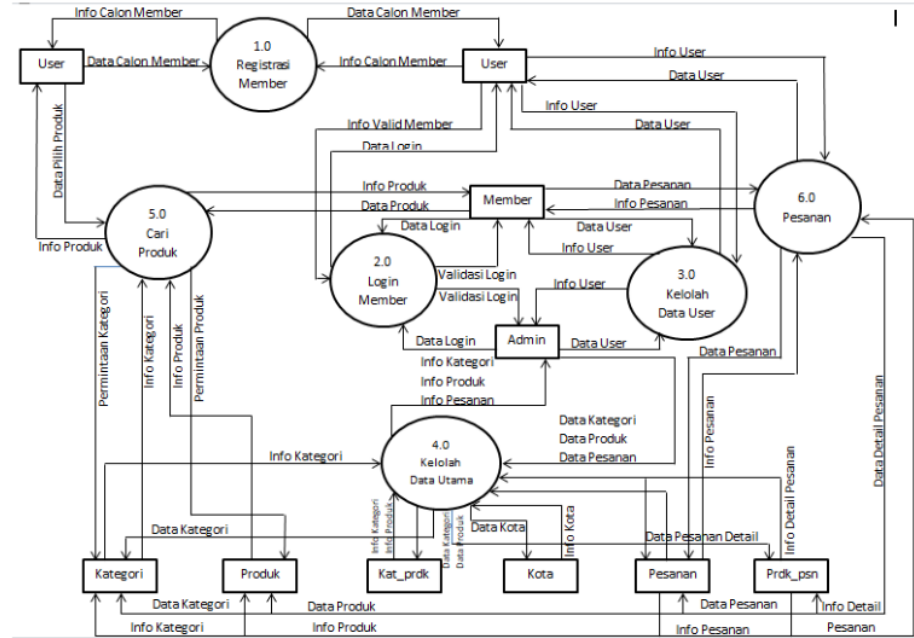 Info Calon Member
Data Calon Member
1.0
Registrasi
Member
User
Data Calon Member
Info Calon Member
User
Info User
Data User
Info User
Data User
Info Valid Member
Data Login
Data Pilih Produk
Info Produk
Data Produk
Member
Data Pesanan
Info Pesanan
6.0
Pesanan
5.0
Cari
Produk
Info Produk
Data Login
Data User
Info User
2.0
Login
Member
Validasi Login
Validasi Login
3.0
Kelolah
Data User
Info User
Permintaan Kategori
Info Kategori
Info Produk
Permintaan Produk
Data Login
Admin
Data User
Data Pesanan
Info Kategori
Info Produk
Info Pesanan
Data Kategori
Data Produk
Data Pesanan
4.0
Kelolah
Data Utama
Info Kategori
Info Pesanan
Info Detail Pesanan
Data Detail Pesanan
Info Kategori
Info Produk
Data Kategori
Data Produk
Data Kategori
Data Kota
Info Kota
Data Pesanan Detail
Kategori
Produk
Kat_prdk
Kota
Pesanan
Prdk_psn
Data Kategori
Data Produk
Data Pesanan
Info Detail
Info Kategori
Info Produk
Info Pesanan
Pesanan